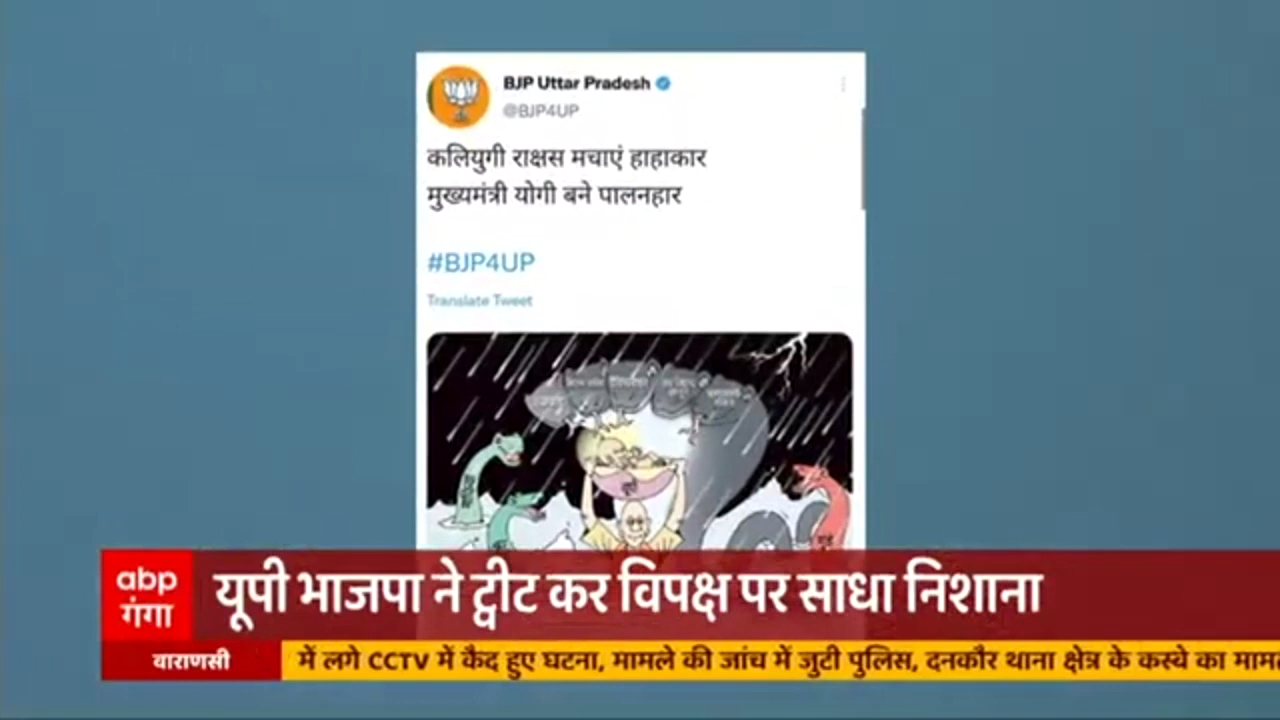 BJP Uttar Pradesh
@BJP4UP
कलियुगी राक्षस मचाएं हाहाकार
मुख्यमंत्री योगी बने पालनहार
#BJP4UP
Translate Tweet
abp
गंगा
यूपी भाजपा ने ट्वीट कर विपक्ष पर साधा निशाना
वाराणसी
में लगे CCTV में कैद हुए घटना, मामले की जांच में जुटी पुलिस, दनकौर थाना क्षेत्र के कस्बे का